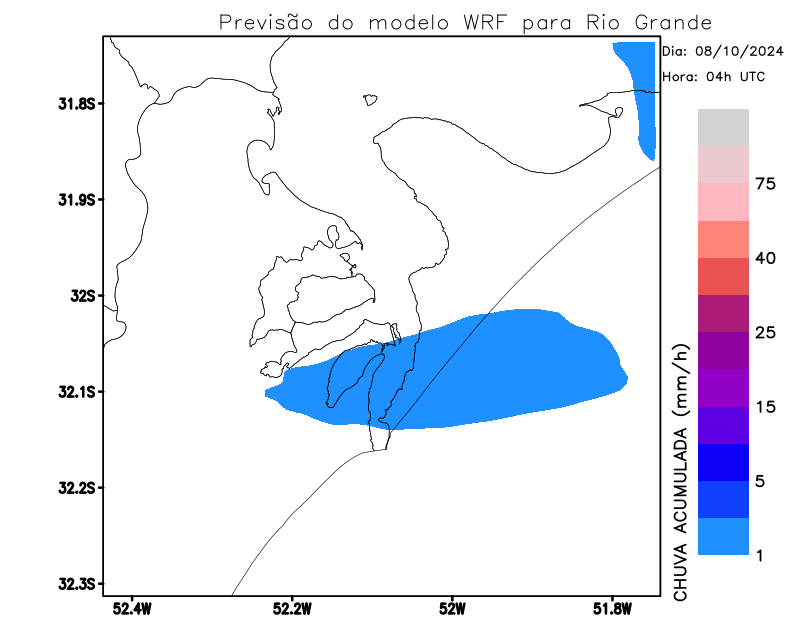 Previsão do modelo WRF para Rio Grande
Dia: 08/10/2024
Hora: 04h UTC
31.8S
31.9S
32S
32.1S
32.2S
32.3S
52.4W
52.2W
52W
51.8W
75
40
25
15
5
1
CHUVA ACUMULADA (mm/h)